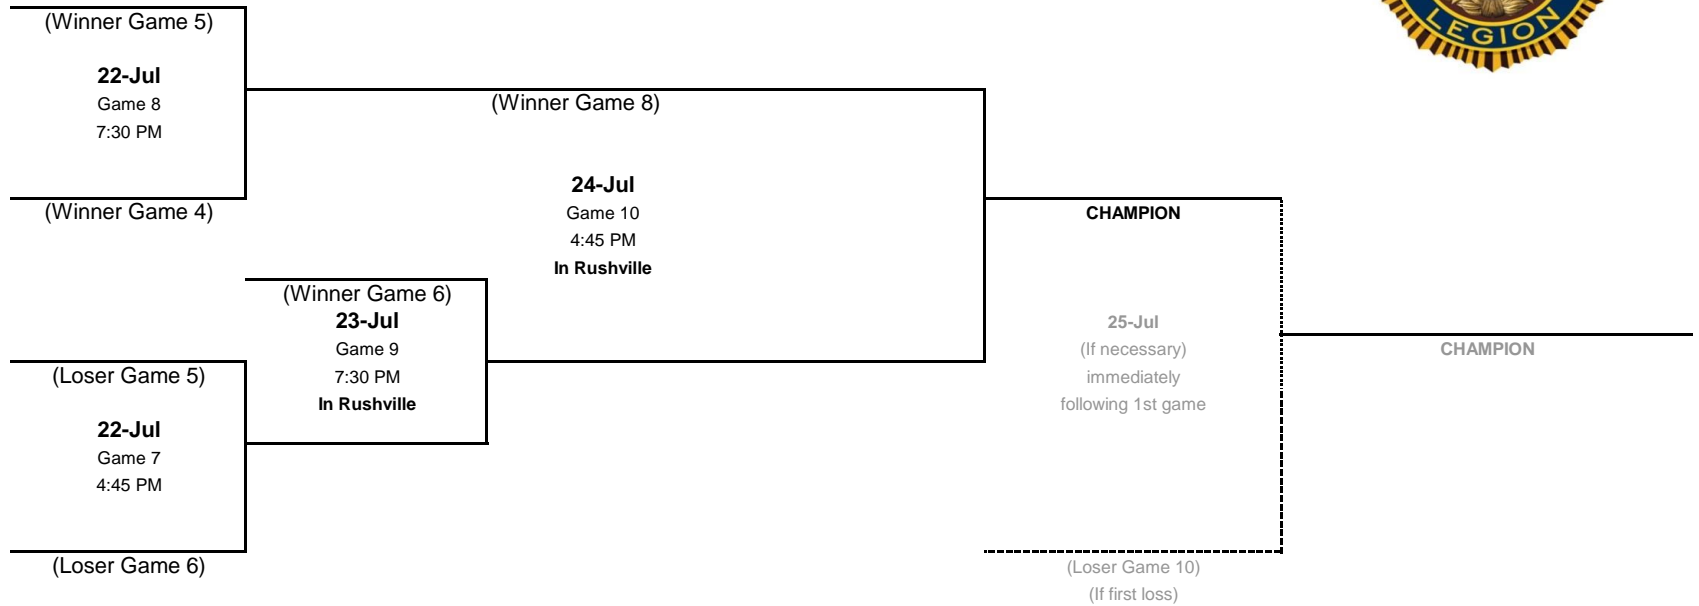 LEGION
(Winner Game 5)
22-Jul
Game 8
7:30 PM
(Winner Game 4)
(Winner Game 8)
24-Jul
Game 10
4:45 PM
In Rushville
(Winner Game 6)
23-Jul
Game 9
7:30 PM
In Rushville
(Loser Game 5)
22-Jul
Game 7
4:45 PM
(Loser Game 6)
CHAMPION
25-Jul
(If necessary)
immediately
following 1st game
(Loser Game 10)
(If first loss)
CHAMPION